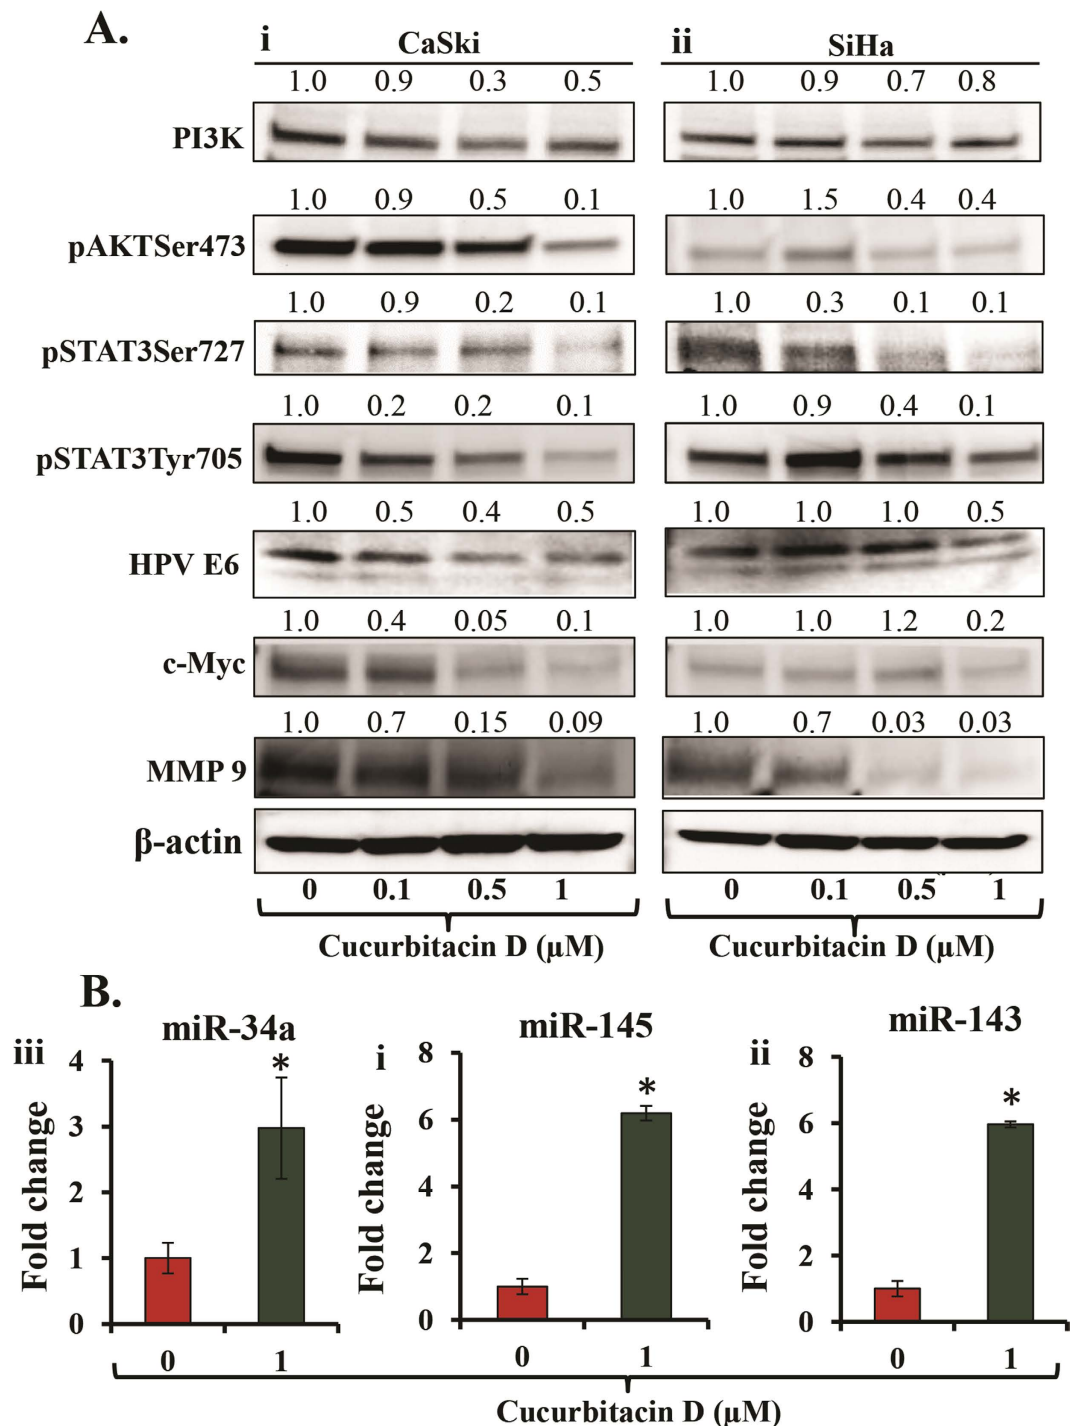 A.
i CaSki ii SiHa
1.0 0.9 0.3 0.5 1.0 0.9 0.7 0.8
PI3K
1.0 0.9 0.5 0.1 1.0 1.5 0.4 0.4
pAKTSer473
1.0 0.9 0.2 0.1 1.0 0.3 0.1 0.1
pSTAT3Ser727
1.0 0.2 0.2 0.1 1.0 0.9 0.4 0.1
pSTAT3Tyr705
1.0 0.5 0.4 0.5 1.0 1.0 1.0 0.5
HPV E6
1.0 0.4 0.05 0.1 1.0 1.0 1.2 0.2
c-Myc
1.0 0.7 0.15 0.09 1.0 0.7 0.03 0.03
MMP 9
β-actin
0 0.1 0.5 1 0 0.1 0.5 1
Cucurbitacin D (μM) Cucurbitacin D (μM)
B.
iii miR-34a i miR-145 ii miR-143
Fold change
4
3
2
1
0
*
0 1
Fold change
8
6
4
2
0
*
0 1
Fold change
8
6
4
2
0
*
0 1
Cucurbitacin D (μM)